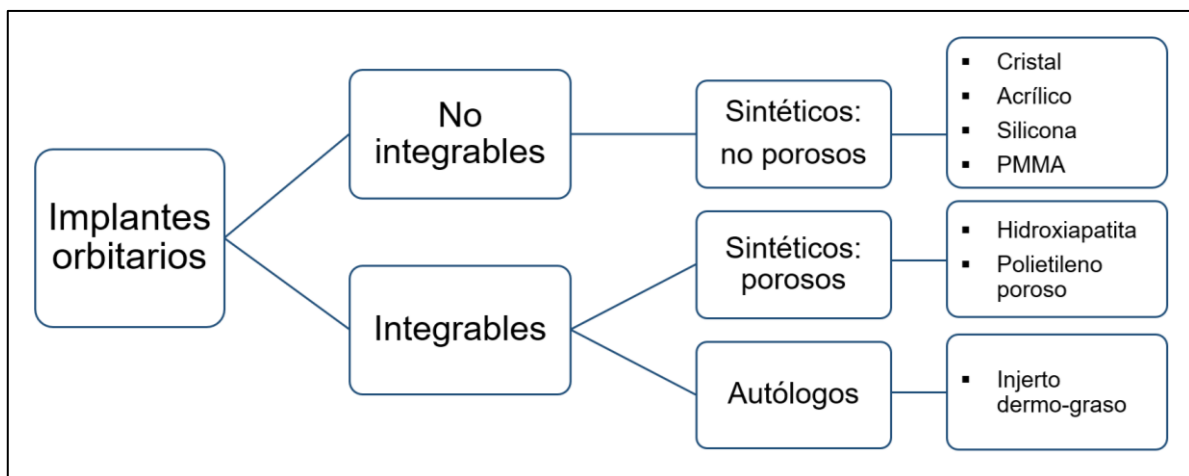 Implantes
orbitarios
No
integrables
Sintéticos:
no porosos
▪ Cristal
▪ Acrílico
▪ Silicona
▪ PMMA
Integrables
Sintéticos:
porosos
▪ Hidroxiapatita
▪ Polietileno
poroso
Autólogos
▪ Injerto
dermo-graso